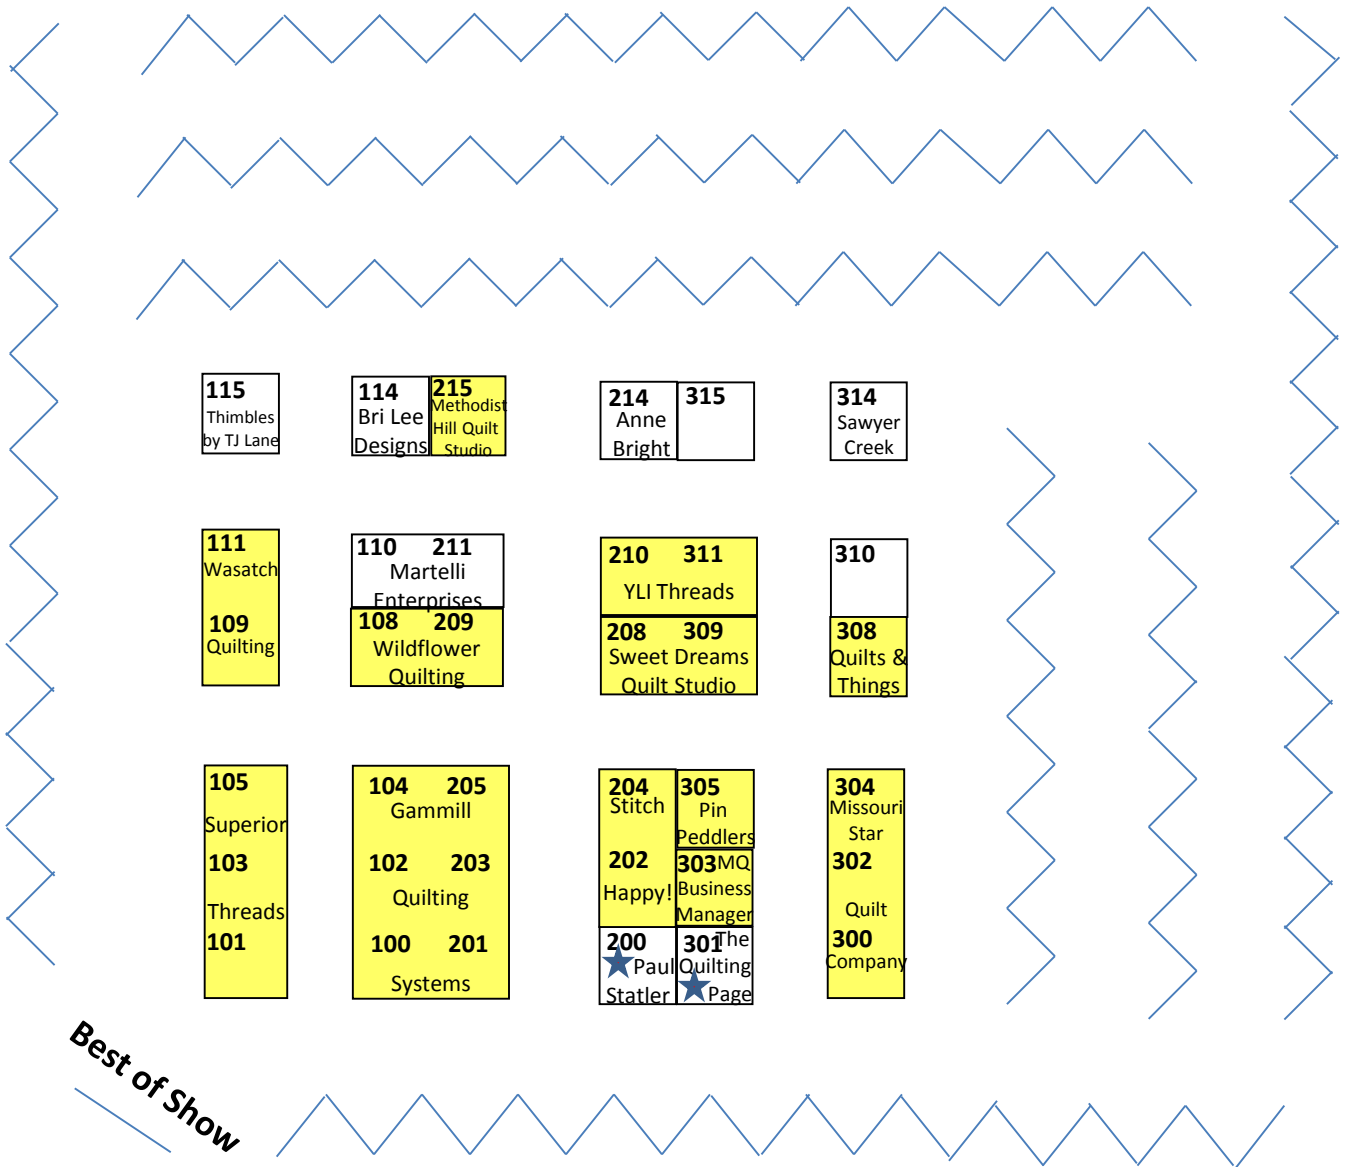 115
Thimbles
by TJ Lane
114
Bri Lee
Designs
215
Methodist
Hill Quilt
Studio
214
Anne
Bright
315
314
Sawyer
Creek
111
Wasatch
109
Quilting
110 211
Martelli
Enterprises
108 209
Wildflower
Quilting
210 311
YLI Threads
208 309
Sweet Dreams
Quilt Studio
310
308
Quilts &
Things
105
Superior
103
Threads
101
104 205
Gammill
102 203
Quilting
100 201
Systems
204
Stitch
202
Happy!
200
Paul
Statler
305
Pin
Peddlers
303 MQ
Business
Manager
301 The
Quilting
Page
304
Missouri
Star
302
Quilt
300
Company
Best of Show